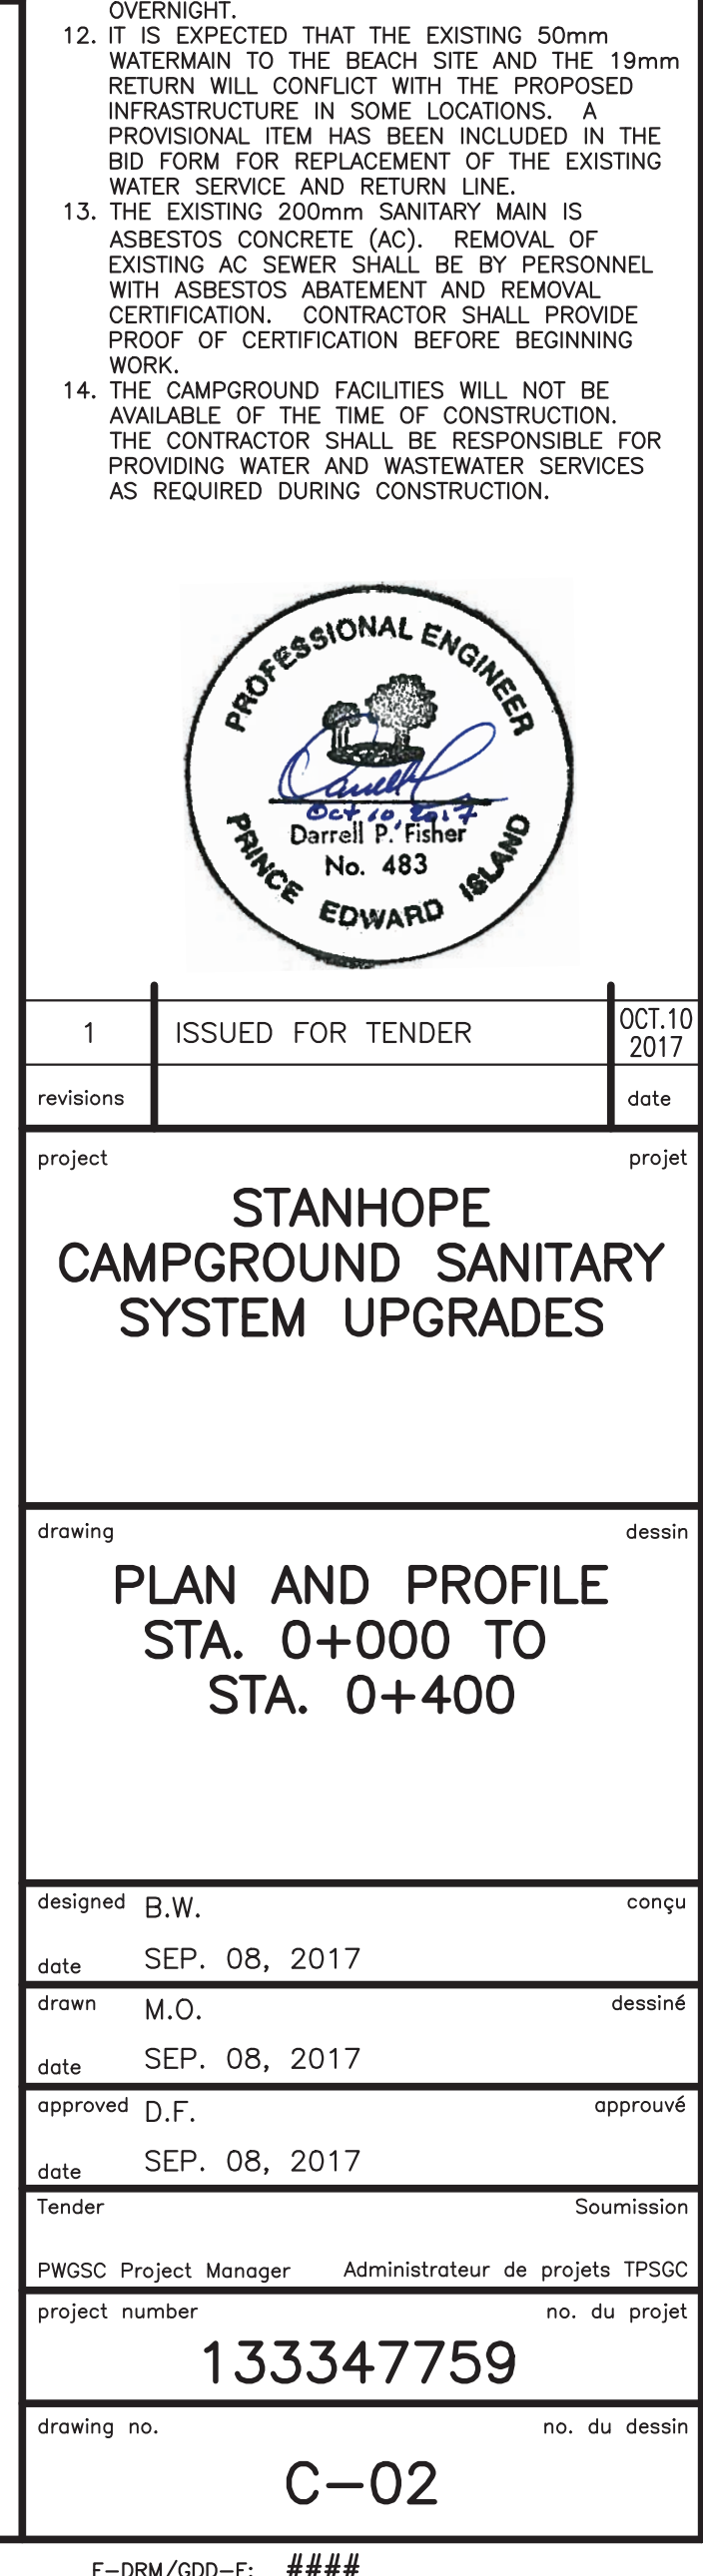 OVERNIGHT.
12. IT IS EXPECTED THAT THE EXISTING 50mm
WATERMAIN TO THE BEACH SITE AND THE 19mm
RETURN WILL CONFLICT WITH THE PROPOSED
INFRASTRUCTURE IN SOME LOCATIONS. A
PROVISIONAL ITEM HAS BEEN INCLUDED IN THE
BID FORM FOR REPLACEMENT OF THE EXISTING
WATER SERVICE AND RETURN LINE.
13. THE EXISTING 200mm SANITARY MAIN IS
ASBESTOS CONCRETE (AC). REMOVAL OF
EXISTING AC SEWER SHALL BE BY PERSONNEL
WITH ASBESTOS ABATEMENT AND REMOVAL
CERTIFICATION. CONTRACTOR SHALL PROVIDE
PROOF OF CERTIFICATION BEFORE BEGINNING
WORK.
14. THE CAMPGROUND FACILITIES WILL NOT BE
AVAILABLE OF THE TIME OF CONSTRUCTION.
THE CONTRACTOR SHALL BE RESPONSIBLE FOR
PROVIDING WATER AND WASTEWATER SERVICES
AS REQUIRED DURING CONSTRUCTION.
PROFESSIONAL ENGINEER
Oct 10, 2017
Darrell P. Fisher
No. 483
PRINCE EDWARD ISLAND
1 ISSUED FOR TENDER OCT.10
2017
revisions date
project projet
STANHOPE
CAMPGROUND SANITARY
SYSTEM UPGRADES
drawing dessin
PLAN AND PROFILE
STA. 0+000 TO
STA. 0+400
designed B.W. conçu
date SEP. 08, 2017
drawn M.O. dessiné
date SEP. 08, 2017
approved D.F. approuvé
date SEP. 08, 2017
Tender Soumission
PWGSC Project Manager Administrateur de projets TPSGC
project number no. du projet
133347759
drawing no. no. du dessin
C-02
E-DRM/GDD-E: ####